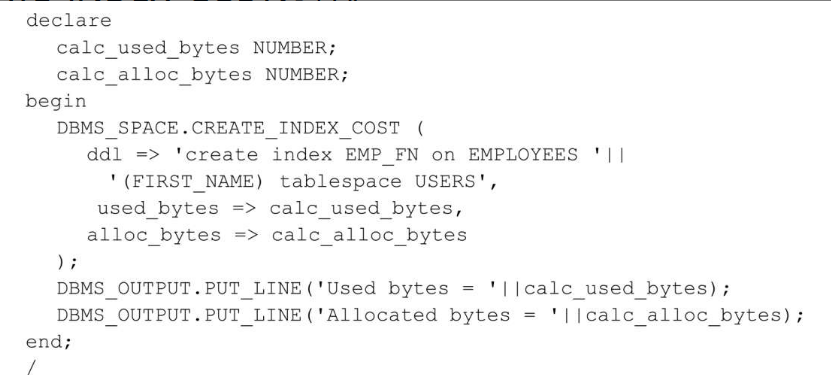 declare
calc_used_bytes NUMBER;
calc_alloc_bytes NUMBER;
begin
DBMS_SPACE.CREATE_INDEX_COST (
ddl => 'create index EMP_FN on EMPLOYEES '||
'(FIRST_NAME) tablespace USERS',
used_bytes => calc_used_bytes,
alloc_bytes => calc_alloc_bytes
);
DBMS_OUTPUT.PUT_LINE('Used bytes = '||calc_used_bytes);
DBMS_OUTPUT.PUT_LINE('Allocated bytes = '||calc_alloc_bytes);
end;
/